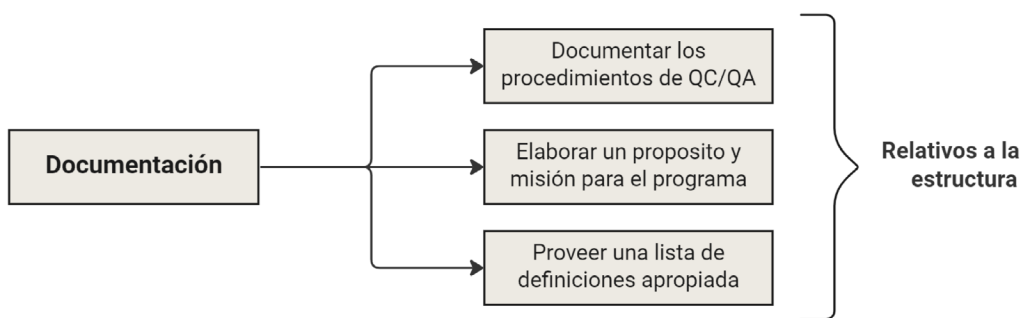 Documentación
Documentar los
procedimientos de QC/QA
Elaborar un proposito y
misión para el programa
Proveer una lista de
definiciones apropiada
Relativos a la
estructura